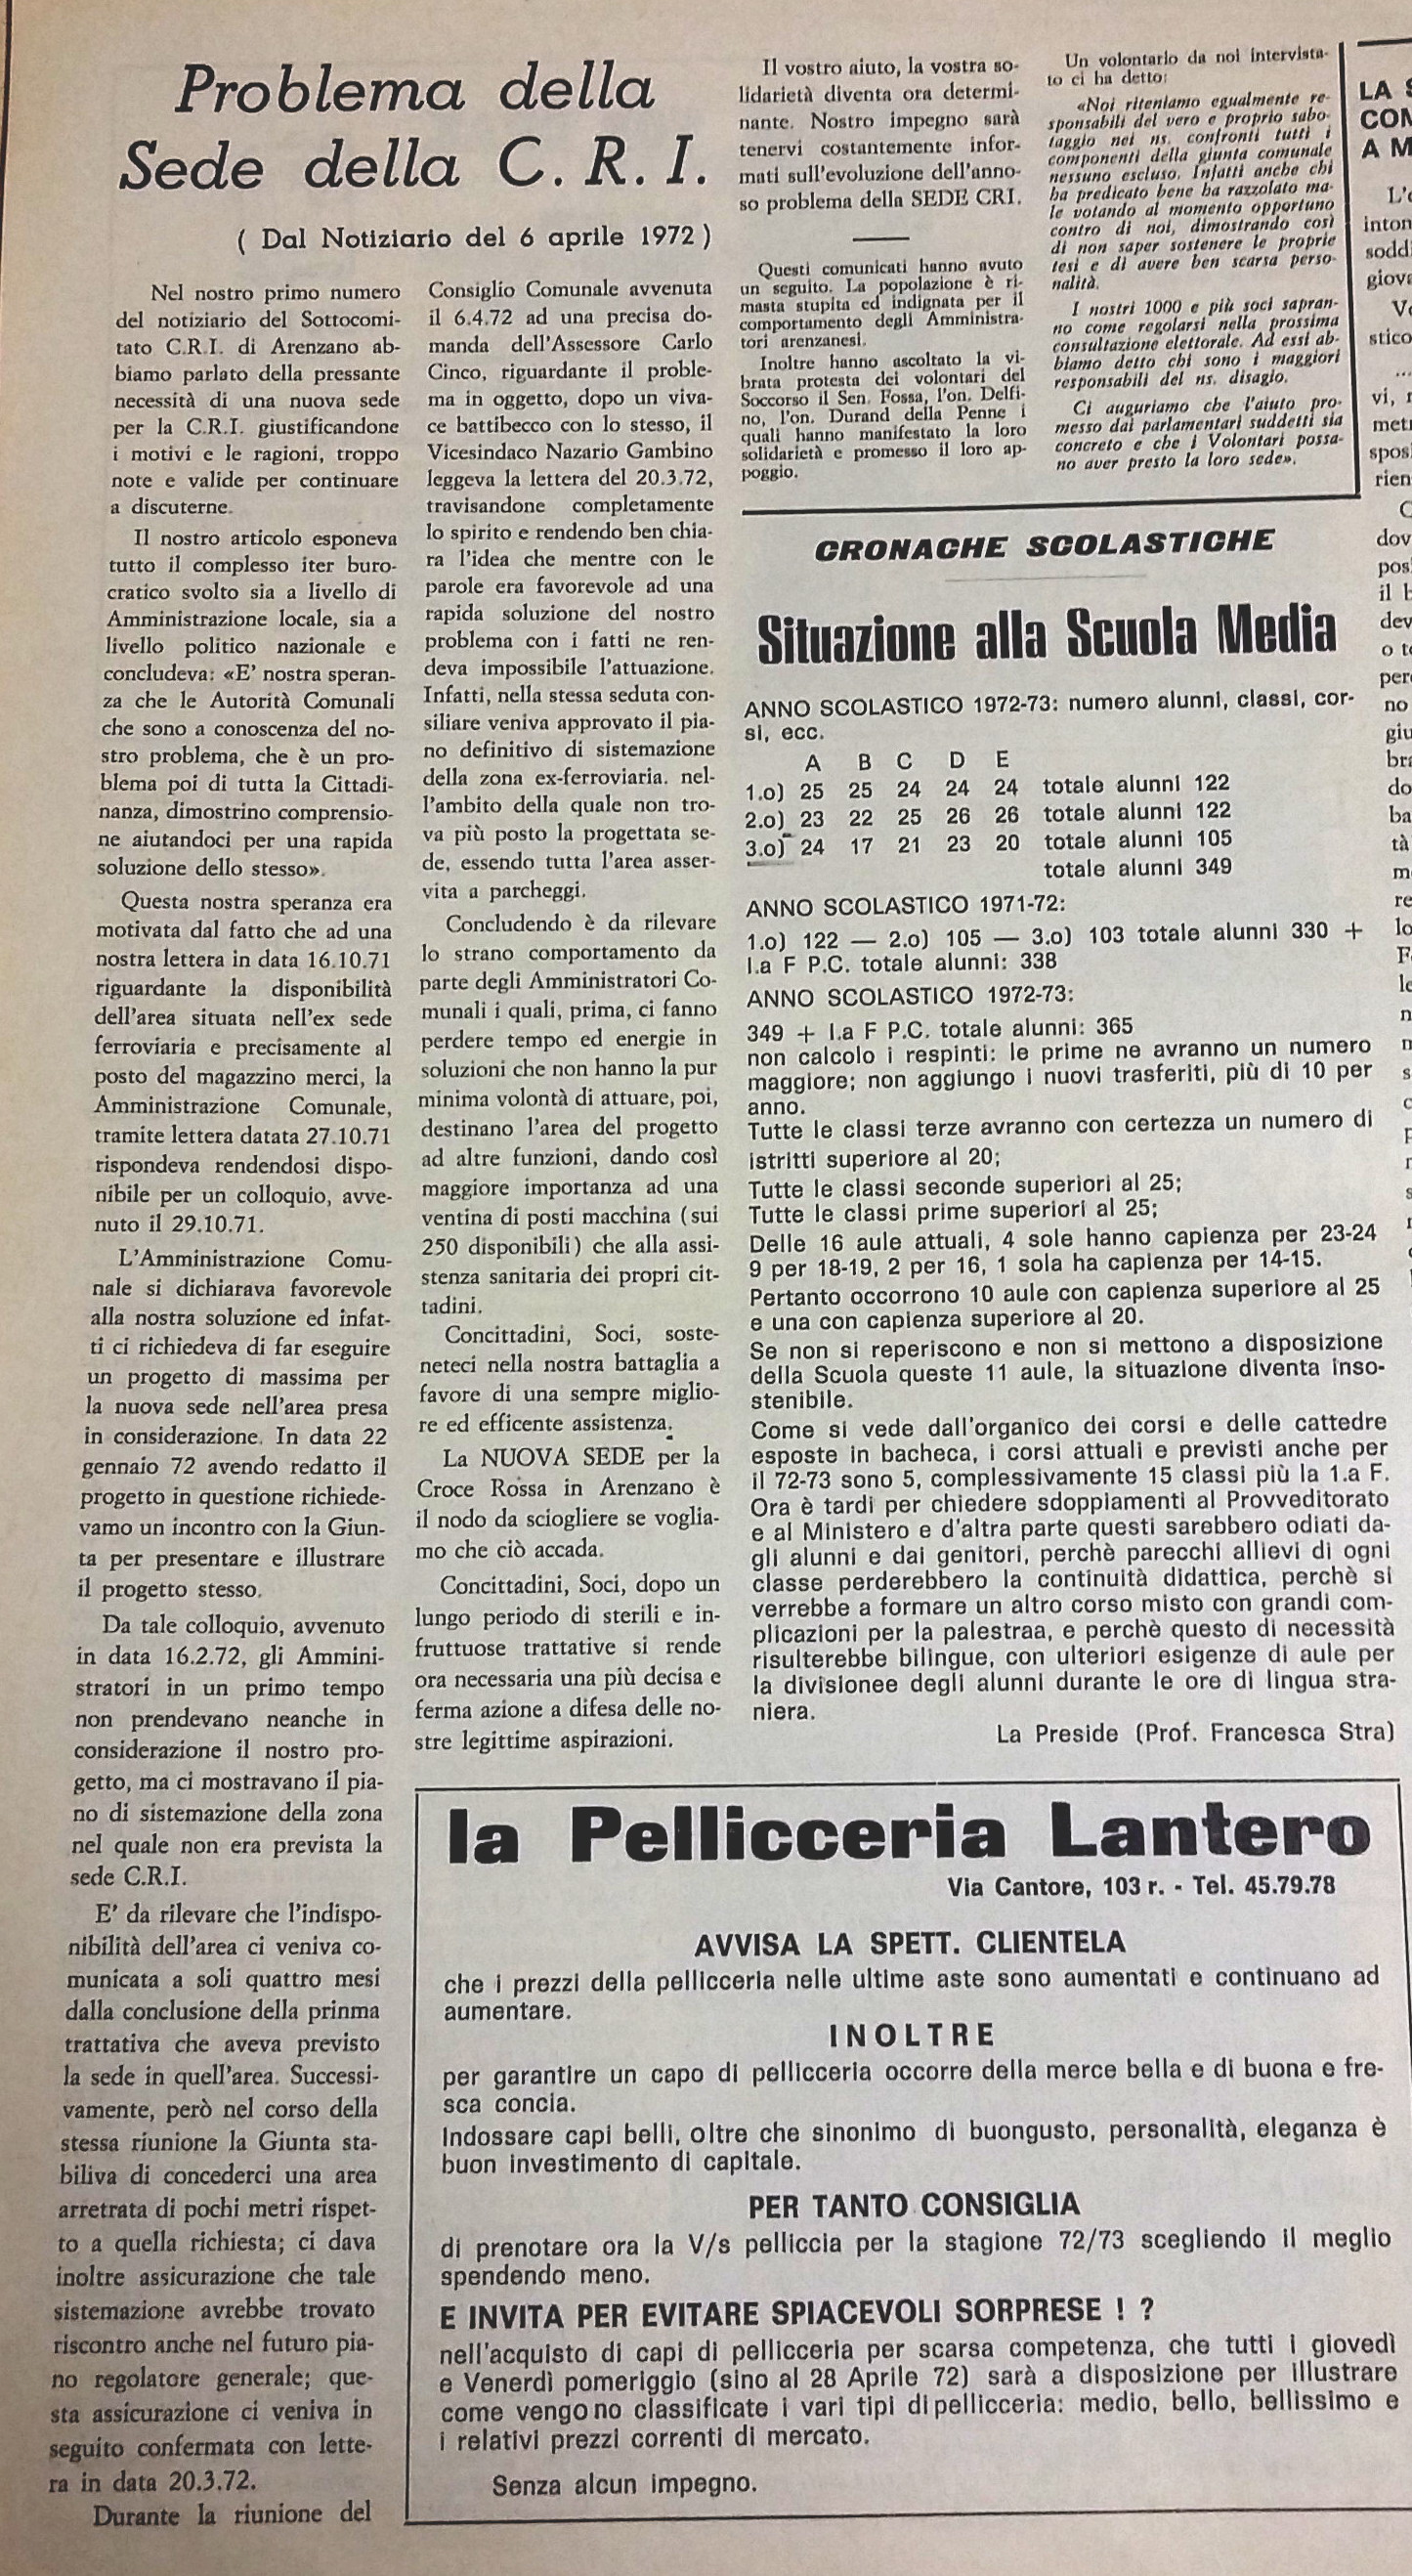 Problema della
Sede della C. R. I.
( Dal Notiziario del 6 aprile 1972 )
Nel nostro primo numero
del notiziario del Sottocomi-
tato C.R.I. di Arenzano ab-
biamo parlato della pressante
necessità di una nuova sede
per la C.R.I. giustificandone
i motivi e le ragioni, troppo
note e valide per continuare
a discuterne.
Il nostro articolo esponeva
tutto il complesso iter buro-
cratico svolto sia a livello di
Amministrazione locale, sia a
livello politico nazionale e
concludeva: «E' nostra speran-
za che le Autorità Comunali
che sono a conoscenza del no-
stro problema, che è un pro-
blema poi di tutta la Cittadi-
nanza, dimostrino comprensio-
ne aiutandoci per una rapida
soluzione dello stesso».
Questa nostra speranza era
motivata dal fatto che ad una
nostra lettera in data 16.10.71
riguardante la disponibilità
dell'area situata nell'ex sede
ferroviaria e precisamente al
posto del magazzino merci, la
Amministrazione Comunale,
tramite lettera datata 27.10.71
rispondeva rendendosi dispo-
nibile per un colloquio, avve-
nuto il 29.10.71.
L'Amministrazione Comu-
nale si dichiarava favorevole
alla nostra soluzione ed infat-
ti ci richiedeva di far eseguire
un progetto di massima per
la nuova sede nell'area presa
in considerazione. In data 22
gennaio 72 avendo redatto il
progetto in questione richiede-
vamo un incontro con la Giun-
ta per presentare e illustrare
il progetto stesso.
Da tale colloquio, avvenuto
in data 16.2.72, gli Ammini-
stratori in un primo tempo
non prendevano neanche in
considerazione il nostro pro-
getto, ma ci mostravano il pia-
no di sistemazione della zona
nel quale non era prevista la
sede C.R.I.
E' da rilevare che l'indispo-
nibilità dell'area ci veniva co-
municata a soli quattro mesi
dalla conclusione della prinma
trattativa che aveva previsto
la sede in quell'area. Successi-
vamente, però nel corso della
stessa riunione la Giunta sta-
biliva di concederci una area
arretrata di pochi metri rispet-
to a quella richiesta; ci dava
inoltre assicurazione che tale
sistemazione avrebbe trovato
riscontro anche nel futuro pia-
no regolatore generale; que-
sta assicurazione ci veniva in
seguito confermata con lette-
ra in data 20.3.72.
Durante la riunione del
Consiglio Comunale avvenuta
il 6.4.72 ad una precisa do-
manda dell'Assessore Carlo
Cinco, riguardante il proble-
ma in oggetto, dopo un viva-
ce battibecco con lo stesso, il
Vicesindaco Nazario Gambino
leggeva la lettera del 20.3.72,
travisandone completamente
lo spirito e rendendo ben chia-
ra l'idea che mentre con le
parole era favorevole ad una
rapida soluzione del nostro
problema con i fatti ne ren-
deva impossibile l'attuazione.
Infatti, nella stessa seduta con-
siliare veniva approvato il pia-
no definitivo di sistemazione
della zona ex-ferroviaria. nel-
l'ambito della quale non tro-
va più posto la progettata se-
de, essendo tutta l'area asser-
vita a parcheggi.
Concludendo è da rilevare
lo strano comportamento da
parte degli Amministratori Co-
munali i quali, prima, ci fanno
perdere tempo ed energie in
soluzioni che non hanno la pur
minima volontà di attuare, poi,
destinano l'area del progetto
ad altre funzioni, dando così
maggiore importanza ad una
ventina di posti macchina (sui
250 disponibili) che alla assi-
stenza sanitaria dei propri cit-
tadini.
Concittadini, Soci, soste-
neteci nella nostra battaglia a
favore di una sempre miglio-
re ed efficente assistenza.
La NUOVA SEDE per la
Croce Rossa in Arenzano è
il nodo da sciogliere se voglia-
mo che ciò accada.
Concittadini, Soci, dopo un
lungo periodo di sterili e in-
fruttuose trattative si rende
ora necessaria una più decisa e
ferma azione a difesa delle no-
stre legittime aspirazioni.
Il vostro aiuto, la vostra so-
lidarietà diventa ora determi-
nante. Nostro impegno sarà
tenervi costantemente infor-
mati sull'evoluzione dell'anno-
so problema della SEDE CRI.
Questi comunicati hanno avuto
un seguito. La popolazione è ri-
masta stupita ed indignata per il
comportamento degli Amministra-
tori arenzanesi.
Inoltre hanno ascoltato la vi-
brata protesta dei volontari del
Soccorso il Sen. Fossa, l'on. Delfi-
no, l'on. Durand della Penne i
quali hanno manifestato la loro
solidarietà e promesso il loro ap-
poggio.
Un volontario da noi intervista-
to ci ha detto:
«Noi riteniamo egualmente re-
sponsabili del vero e proprio sabo-
taggio nei ns. confronti tutti i
componenti della giunta comunale
nessuno escluso. Infatti anche chi
ha predicato bene ha razzolato ma-
le votando al momento opportuno
contro di noi, dimostrando così
di non saper sostenere le proprie
tesi e di avere ben scarsa perso-
nalità.
I nostri 1000 e più soci sapran-
no come regolarsi nella prossima
consultazione elettorale. Ad essi ab-
biamo detto chi sono i maggiori
responsabili del ns. disagio.
Ci auguriamo che l'aiuto pro-
messo dai parlamentari suddetti sia
concreto e che i Volontari possa-
no aver presto la loro sede».
CRONACHE SCOLASTICHE
Situazione alla Scuola Media
ANNO SCOLASTICO 1972-73: numero alunni, classi, cor-
si, ecc.
A B C D E
1.o) 25 25 24 24 24 totale alunni 122
2.o) 23 22 25 26 26 totale alunni 122
3.o) 24 17 21 23 20 totale alunni 105
totale alunni 349
ANNO SCOLASTICO 1971-72:
1.o) 122 — 2.o) 105 — 3.o) 103 totale alunni 330 +
I.a F P.C. totale alunni: 338
ANNO SCOLASTICO 1972-73:
349 + I.a F P.C. totale alunni: 365
non calcolo i respinti: le prime ne avranno un numero
maggiore; non aggiungo i nuovi trasferiti, più di 10 per
anno.
Tutte le classi terze avranno con certezza un numero di
istritti superiore al 20;
Tutte le classi seconde superiori al 25;
Tutte le classi prime superiori al 25;
Delle 16 aule attuali, 4 sole hanno capienza per 23-24
9 per 18-19, 2 per 16, 1 sola ha capienza per 14-15.
Pertanto occorrono 10 aule con capienza superiore al 25
e una con capienza superiore al 20.
Se non si reperiscono e non si mettono a disposizione
della Scuola queste 11 aule, la situazione diventa inso-
stenibile.
Come si vede dall'organico dei corsi e delle cattedre
esposte in bacheca, i corsi attuali e previsti anche per
il 72-73 sono 5, complessivamente 15 classi più la 1.a F.
Ora è tardi per chiedere sdoppiamenti al Provveditorato
e al Ministero e d'altra parte questi sarebbero odiati da-
gli alunni e dai genitori, perchè parecchi allievi di ogni
classe perderebbero la continuità didattica, perchè si
verrebbe a formare un altro corso misto con grandi com-
plicazioni per la palestraa, e perchè questo di necessità
risulterebbe bilingue, con ulteriori esigenze di aule per
la divisionee degli alunni durante le ore di lingua stra-
niera.
La Preside (Prof. Francesca Stra)
la Pellicceria Lantero
Via Cantore, 103 r. - Tel. 45.79.78
AVVISA LA SPETT. CLIENTELA
che i prezzi della pellicceria nelle ultime aste sono aumentati e continuano ad
aumentare.
INOLTRE
per garantire un capo di pellicceria occorre della merce bella e di buona e fre-
sca concia.
Indossare capi belli, oltre che sinonimo di buongusto, personalità, eleganza è
buon investimento di capitale.
PER TANTO CONSIGLIA
di prenotare ora la V/s pelliccia per la stagione 72/73 scegliendo il meglio
spendendo meno.
E INVITA PER EVITARE SPIACEVOLI SORPRESE ! ?
nell'acquisto di capi di pellicceria per scarsa competenza, che tutti i giovedì
e Venerdì pomeriggio (sino al 28 Aprile 72) sarà a disposizione per illustrare
come vengono classificate i vari tipi di pellicceria: medio, bello, bellissimo e
i relativi prezzi correnti di mercato.
Senza alcun impegno.